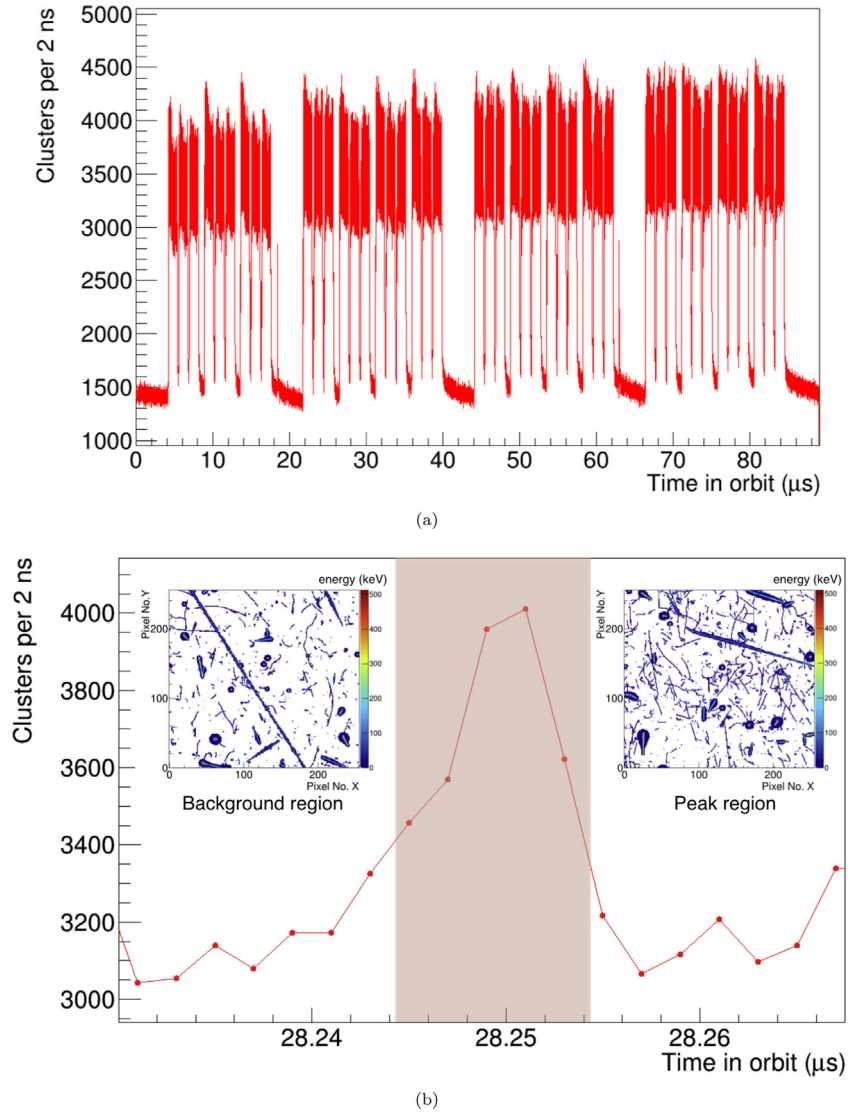 Clusters per 2 ns
5000
4500
4000
3500
3000
2500
2000
1500
1000
0 10 20 30 40 50 60 70 80
Time in orbit (μs)
(a)
Clusters per 2 ns
4000
3800
3600
3400
3200
3000
energy (keV)
Pixel No.Y
200
100
0
0 100 200
Pixel No. X
500
400
300
200
100
0
Background region
energy (keV)
Pixel No.Y
200
100
0
100 200
Pixel No. X
500
400
300
200
100
0
Peak region
28.24 28.25 28.26
Time in orbit (μs)
(b)